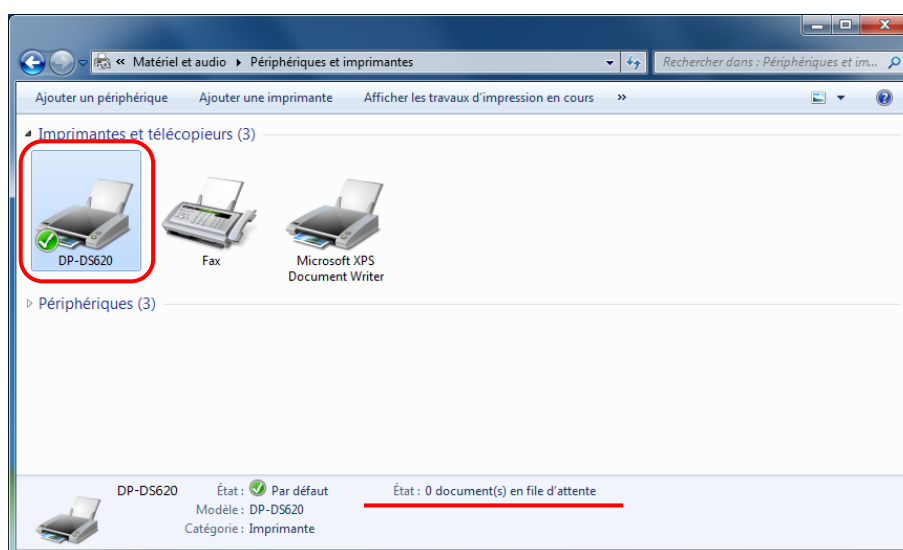 « Matériel et audio ▸ Périphériques et imprimantes
Rechercher dans : Périphériques et im...
Ajouter un périphérique Ajouter une imprimante Afficher les travaux d'impression en cours »
Imprimantes et télécopieurs (3)
DP-DS620
Fax
Microsoft XPS
Document Writer
Périphériques (3)
DP-DS620 État : Par défaut État : 0 document(s) en file d'attente
Modèle : DP-DS620
Catégorie : Imprimante